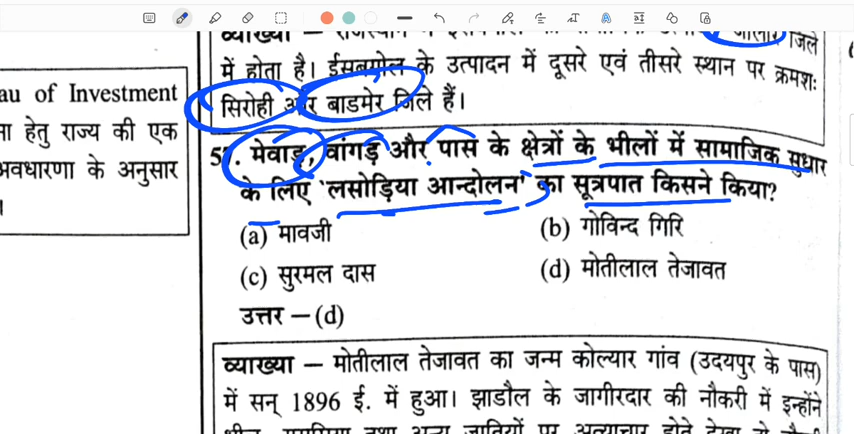 जिले
में होता है। ईसबगोल के उत्पादन में दूसरे एवं तीसरे स्थान पर क्रमशः
सिरोही और बाडमेर जिले हैं।
au of Investment
ना हेतु राज्य की एक
अवधारणा के अनुसार
57. मेवाड़, वांगड़ और पास के क्षेत्रों के भीलों में सामाजिक सुधार
के लिए 'लसोड़िया आन्दोलन' का सूत्रपात किसने किया?
(a) मावजी (b) गोविन्द गिरि
(c) सुरमल दास (d) मोतीलाल तेजावत
उत्तर – (d)
व्याख्या – मोतीलाल तेजावत का जन्म कोल्यार गांव (उदयपुर के पास)
में सन् 1896 ई. में हुआ। झाडौल के जागीरदार की नौकरी में इन्होंने